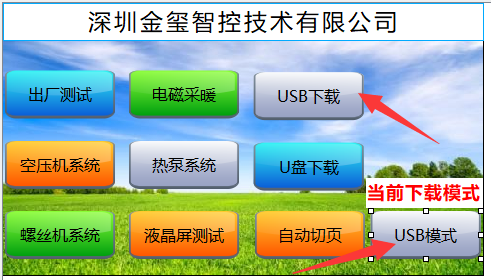 深圳金玺智控技术有限公司
出厂测试
电磁采暖
USB下载
空压机系统
热泵系统
U盘下载
当前下载模式
螺丝机系统
液晶屏测试
自动切页
USB模式